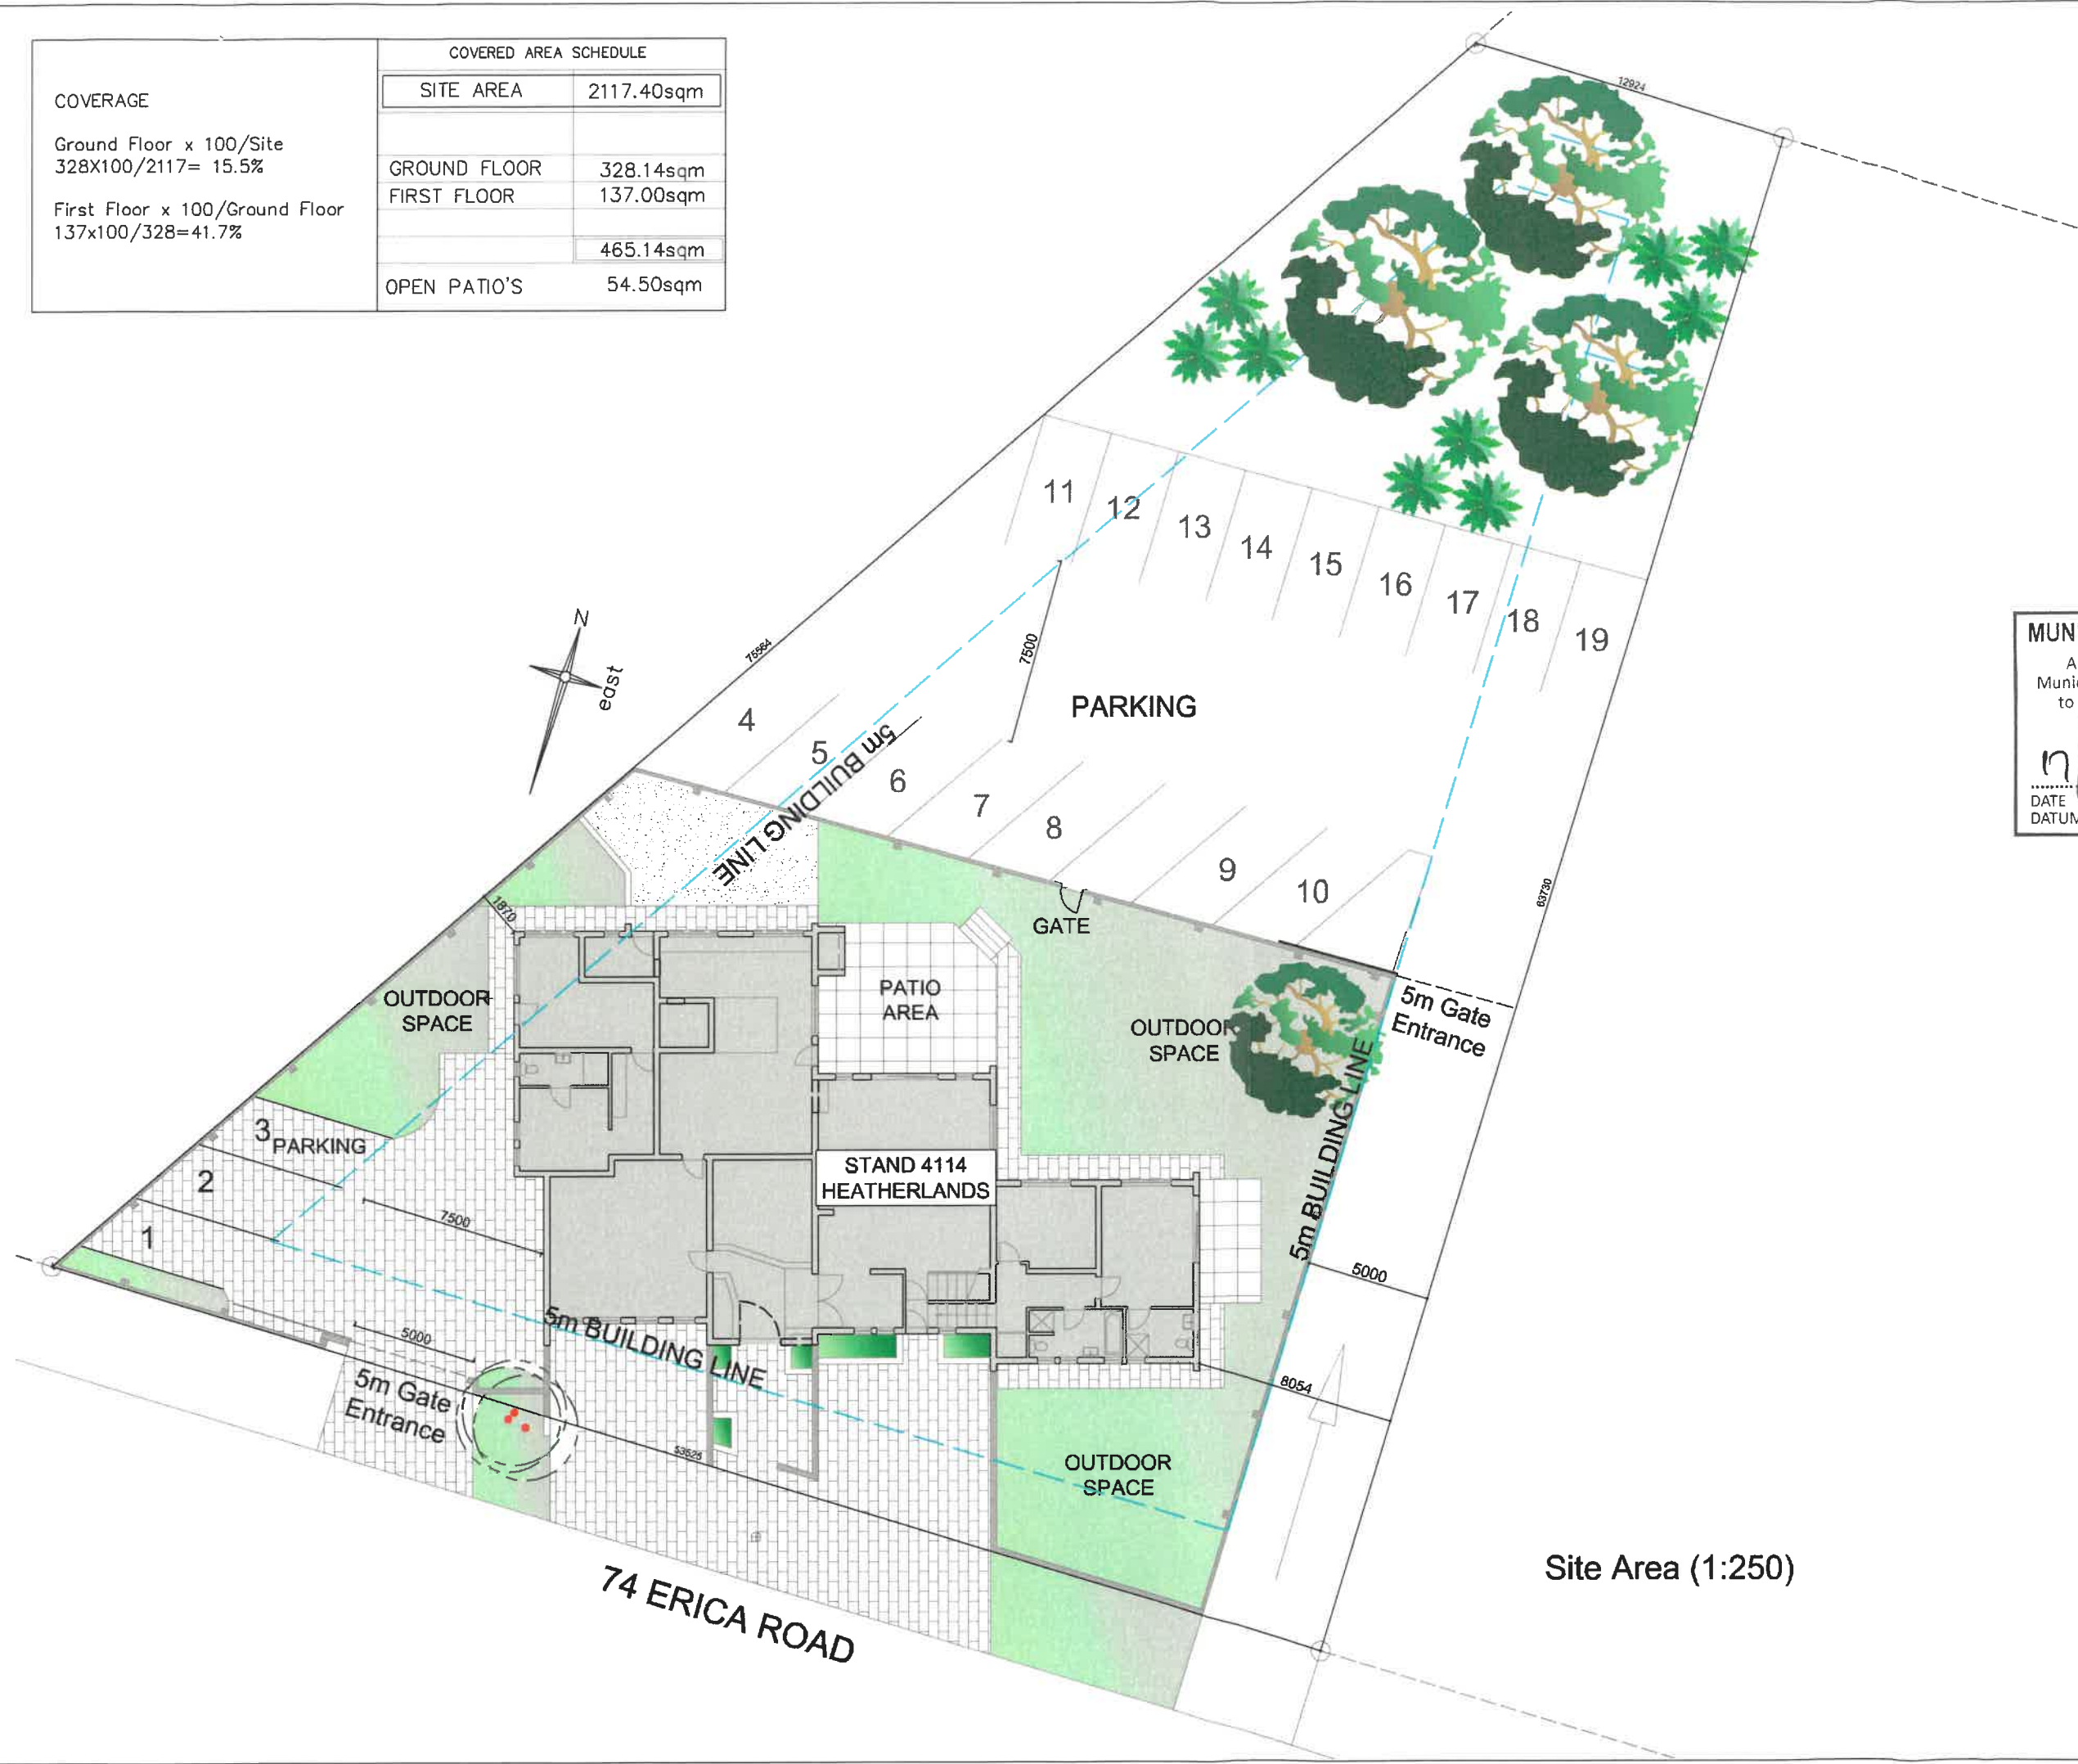 COVERED AREA SCHEDULE
COVERAGE
Ground Floor x 100/Site
328X100/2117= 15.5%
First Floor x 100/Ground Floor
137x100/328=41.7%
SITE AREA 2117.40sqm
GROUND FLOOR 328.14sqm
FIRST FLOOR 137.00sqm
465.14sqm
OPEN PATIO'S 54.50sqm
12924
11
12
13
14
15
16
17
18
19
N
east
75564
7500
PARKING
MUN
A
Munic
to
DATE
DATUM
4
5
6
7
8
9
10
5m BUILDING LINE
63730
GATE
1870
OUTDOOR
SPACE
PATIO
AREA
OUTDOOR
SPACE
5m Gate
Entrance
5m BUILDING LINE
3
PARKING
2
1
7500
STAND 4114
HEATHERLANDS
5000
5000
5m BUILDING LINE
5m Gate
Entrance
8054
53525
OUTDOOR
SPACE
74 ERICA ROAD
Site Area (1:250)